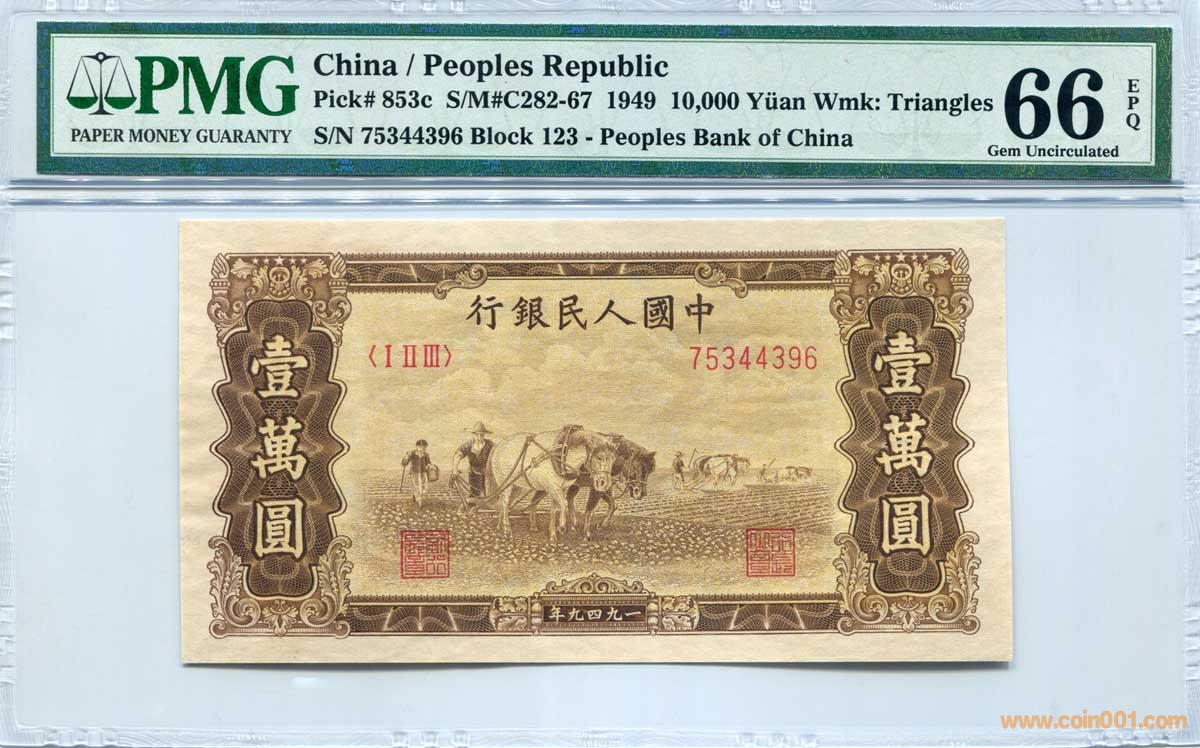 PMG
PAPER MONEY GUARANTY
China / Peoples Republic
Pick# 853c S/M#C282-67 1949 10,000 Yüan Wmk: Triangles
S/N 75344396 Block 123 - Peoples Bank of China
66
EPQ
Gem Uncirculated
行銀民人國中
〈I II III〉
75344396
壹萬圓
壹萬圓
年九四九一
www.coin001.com